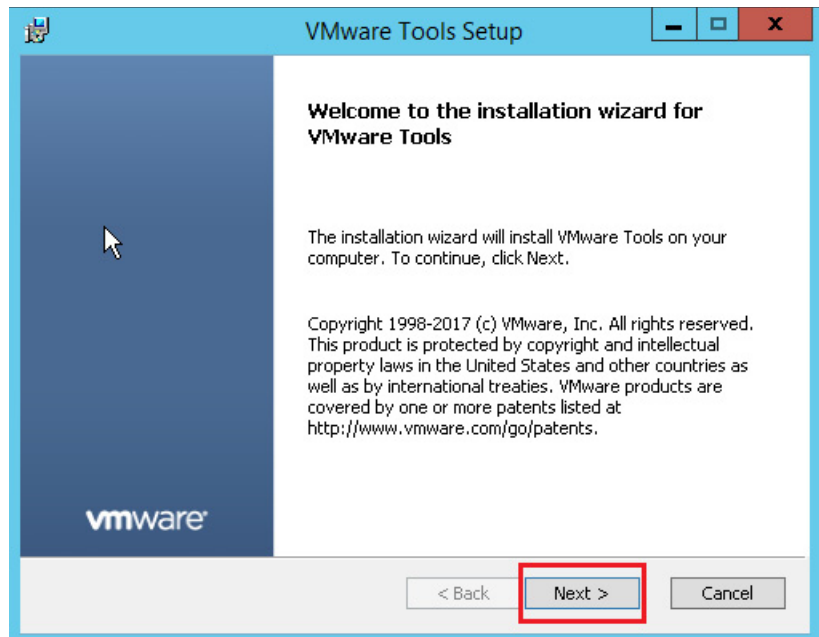 VMware Tools Setup
Welcome to the installation wizard for
VMware Tools
The installation wizard will install VMware Tools on your
computer. To continue, click Next.
Copyright 1998-2017 (c) VMware, Inc. All rights reserved.
This product is protected by copyright and intellectual
property laws in the United States and other countries as
well as by international treaties. VMware products are
covered by one or more patents listed at
http://www.vmware.com/go/patents.
vmware
< Back Next > Cancel